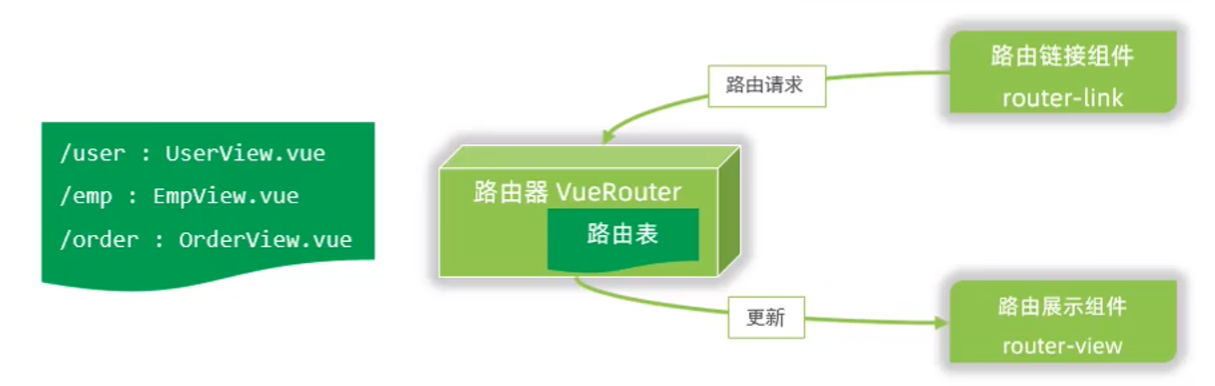 /user : UserView.vue
/emp : EmpView.vue
/order : OrderView.vue
路由请求
路由链接组件
router-link
路由器 VueRouter
路由表
更新
路由展示组件
router-view